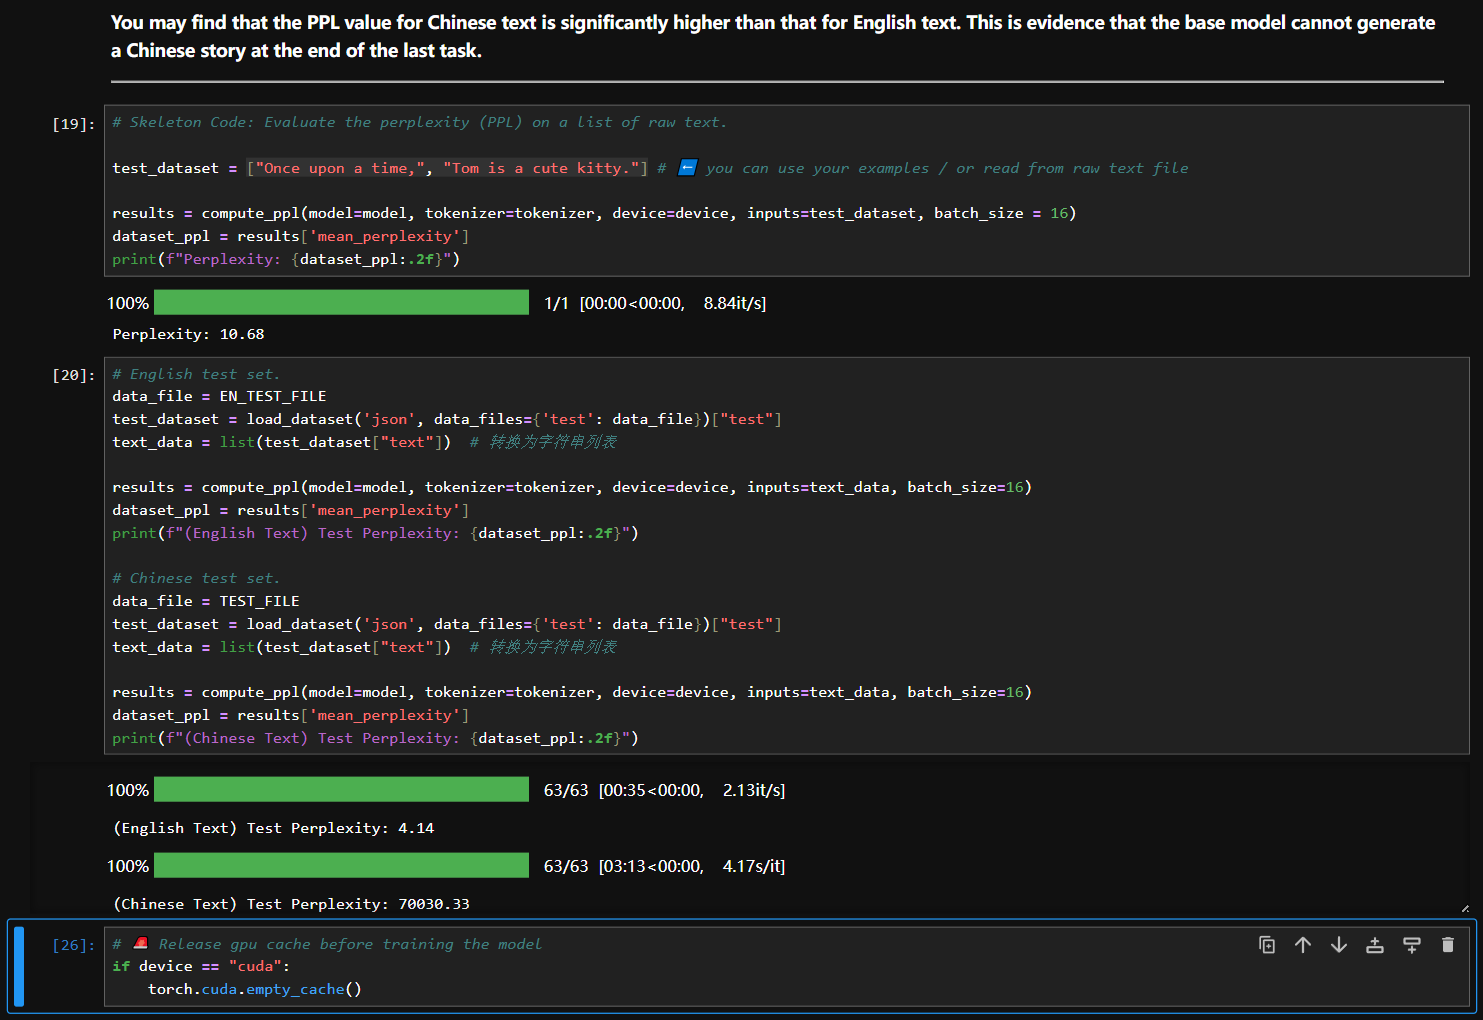 You may find that the PPL value for Chinese text is significantly higher than that for English text. This is evidence that the base model cannot generate
a Chinese story at the end of the last task.
[19]:
# Skeleton Code: Evaluate the perplexity (PPL) on a list of raw text.
test_dataset = ["Once upon a time,", "Tom is a cute kitty."] # ⬅️ you can use your examples / or read from raw text file
results = compute_ppl(model=model, tokenizer=tokenizer, device=device, inputs=test_dataset, batch_size = 16)
dataset_ppl = results['mean_perplexity']
print(f"Perplexity: {dataset_ppl:.2f}")
100% 1/1 [00:00<00:00, 8.84it/s]
Perplexity: 10.68
[20]:
# English test set.
data_file = EN_TEST_FILE
test_dataset = load_dataset('json', data_files={'test': data_file})["test"]
text_data = list(test_dataset["text"])  # 转换为字符串列表
results = compute_ppl(model=model, tokenizer=tokenizer, device=device, inputs=text_data, batch_size=16)
dataset_ppl = results['mean_perplexity']
print(f"(English Text) Test Perplexity: {dataset_ppl:.2f}")
# Chinese test set.
data_file = TEST_FILE
test_dataset = load_dataset('json', data_files={'test': data_file})["test"]
text_data = list(test_dataset["text"])  # 转换为字符串列表
results = compute_ppl(model=model, tokenizer=tokenizer, device=device, inputs=text_data, batch_size=16)
dataset_ppl = results['mean_perplexity']
print(f"(Chinese Text) Test Perplexity: {dataset_ppl:.2f}")
100% 63/63 [00:35<00:00, 2.13it/s]
(English Text) Test Perplexity: 4.14
100% 63/63 [03:13<00:00, 4.17s/it]
(Chinese Text) Test Perplexity: 70030.33
[26]:
# 🚨 Release gpu cache before training the model
if device == "cuda":
    torch.cuda.empty_cache()